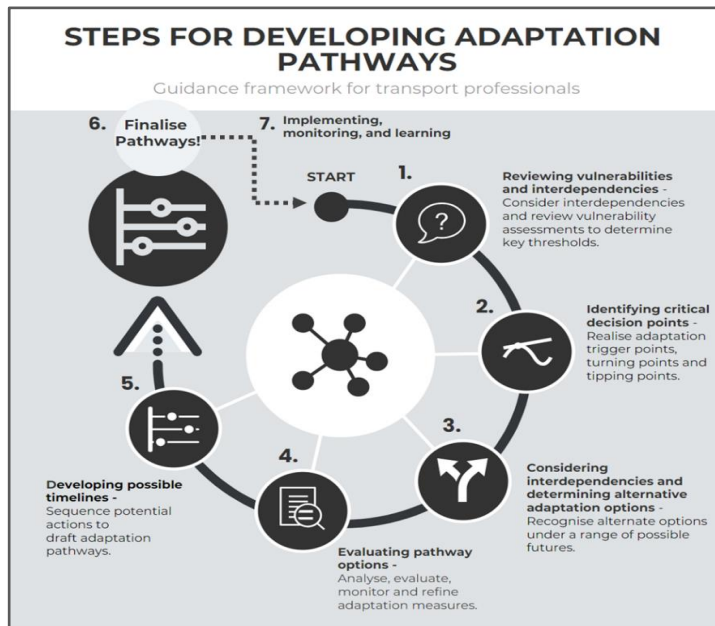 STEPS FOR DEVELOPING ADAPTATION
PATHWAYS
Guidance framework for transport professionals
6.
Finalise
Pathways!
7.
Implementing,
monitoring, and learning
START
1.
Reviewing vulnerabilities
and interdependencies -
Consider interdependencies
and review vulnerability
assessments to determine
key thresholds.
?
2.
Identifying critical
decision points -
Realise adaptation
trigger points,
turning points and
tipping points.
3.
Considering
interdependencies and
determining alternative
adaptation options -
Recognise alternate options
under a range of possible
futures.
4.
Evaluating pathway
options -
Analyse, evaluate,
monitor and refine
adaptation measures.
5.
Developing possible
timelines -
Sequence potential
actions to
draft adaptation
pathways.